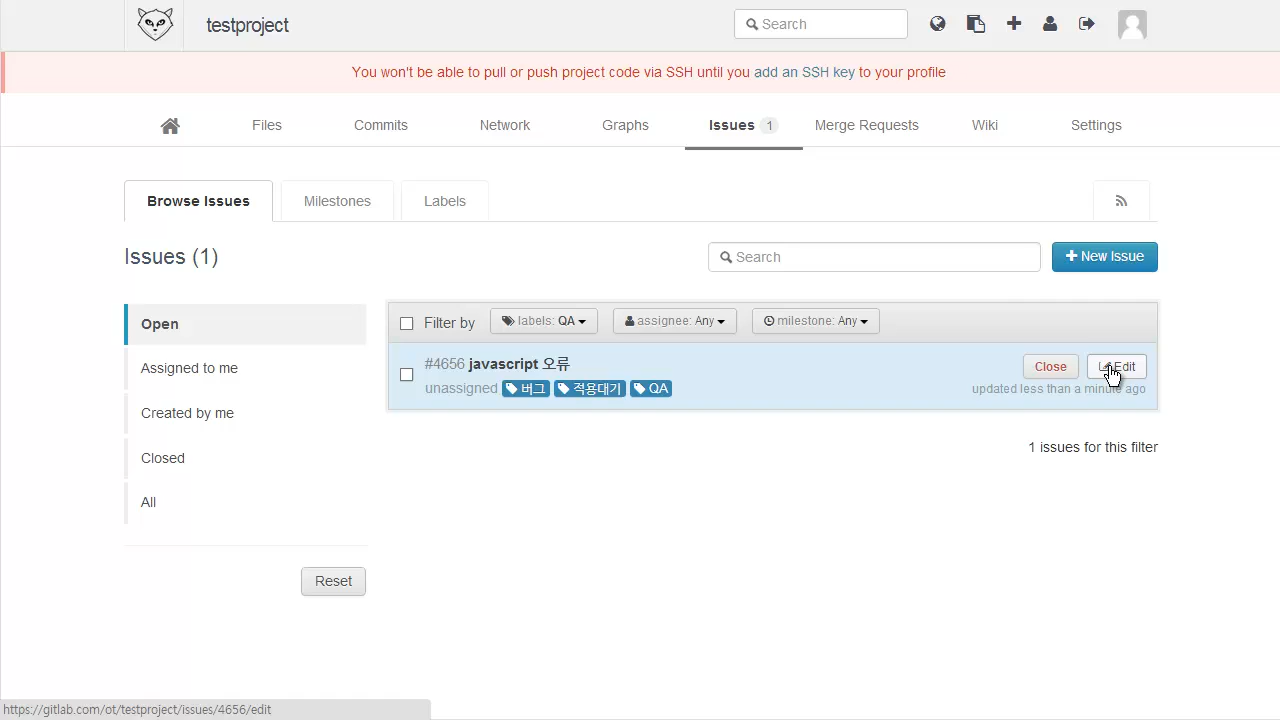 testproject
Search
You won't be able to pull or push project code via SSH until you add an SSH key to your profile
Files Commits Network Graphs Issues 1 Merge Requests Wiki Settings
Browse Issues Milestones Labels
Issues (1)
Search
New Issue
Open
Assigned to me
Created by me
Closed
All
Reset
Filter by labels: QA assignee: Any milestone: Any
#4656 javascript 오류
Close Edit
unassigned 버그 적용대기 QA
updated less than a minute ago
1 issues for this filter
https://gitlab.com/ot/testproject/issues/4656/edit